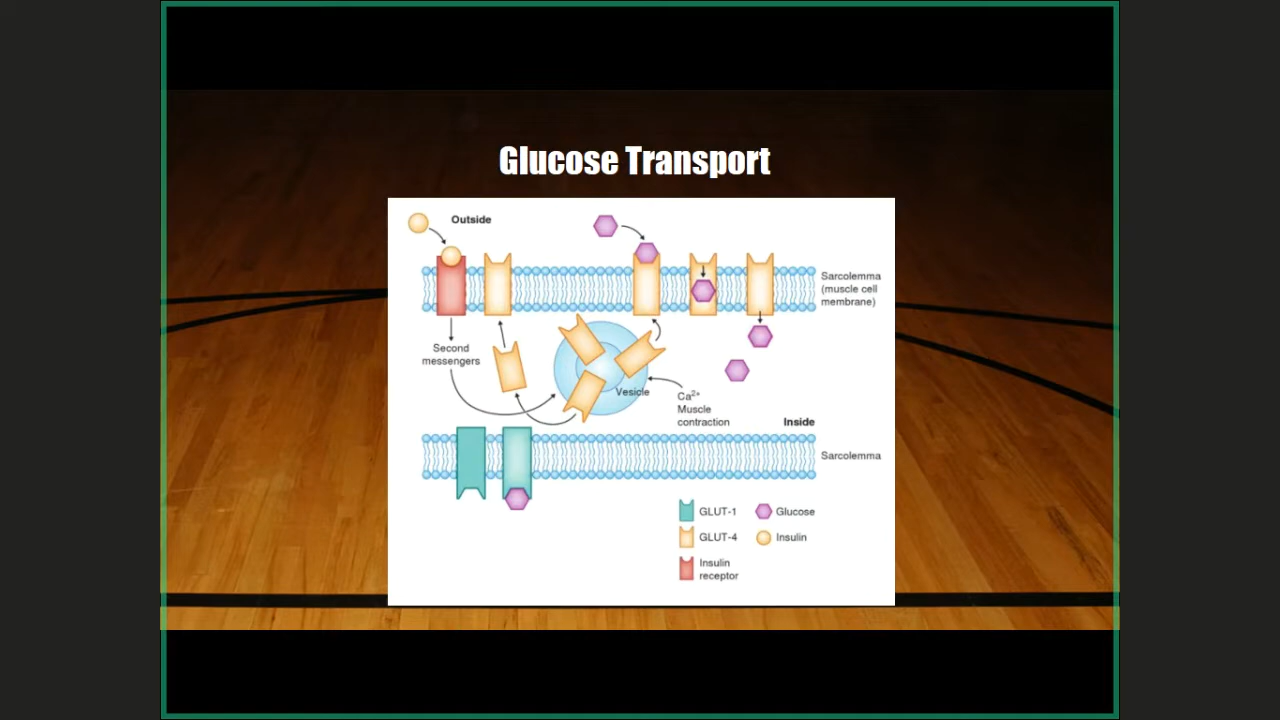 Glucose Transport
Outside
Sarcolemma
(muscle cell
membrane)
Second
messengers
Vesicle
Ca²⁺
Muscle
contraction
Inside
Sarcolemma
GLUT-1
Glucose
GLUT-4
Insulin
Insulin
receptor